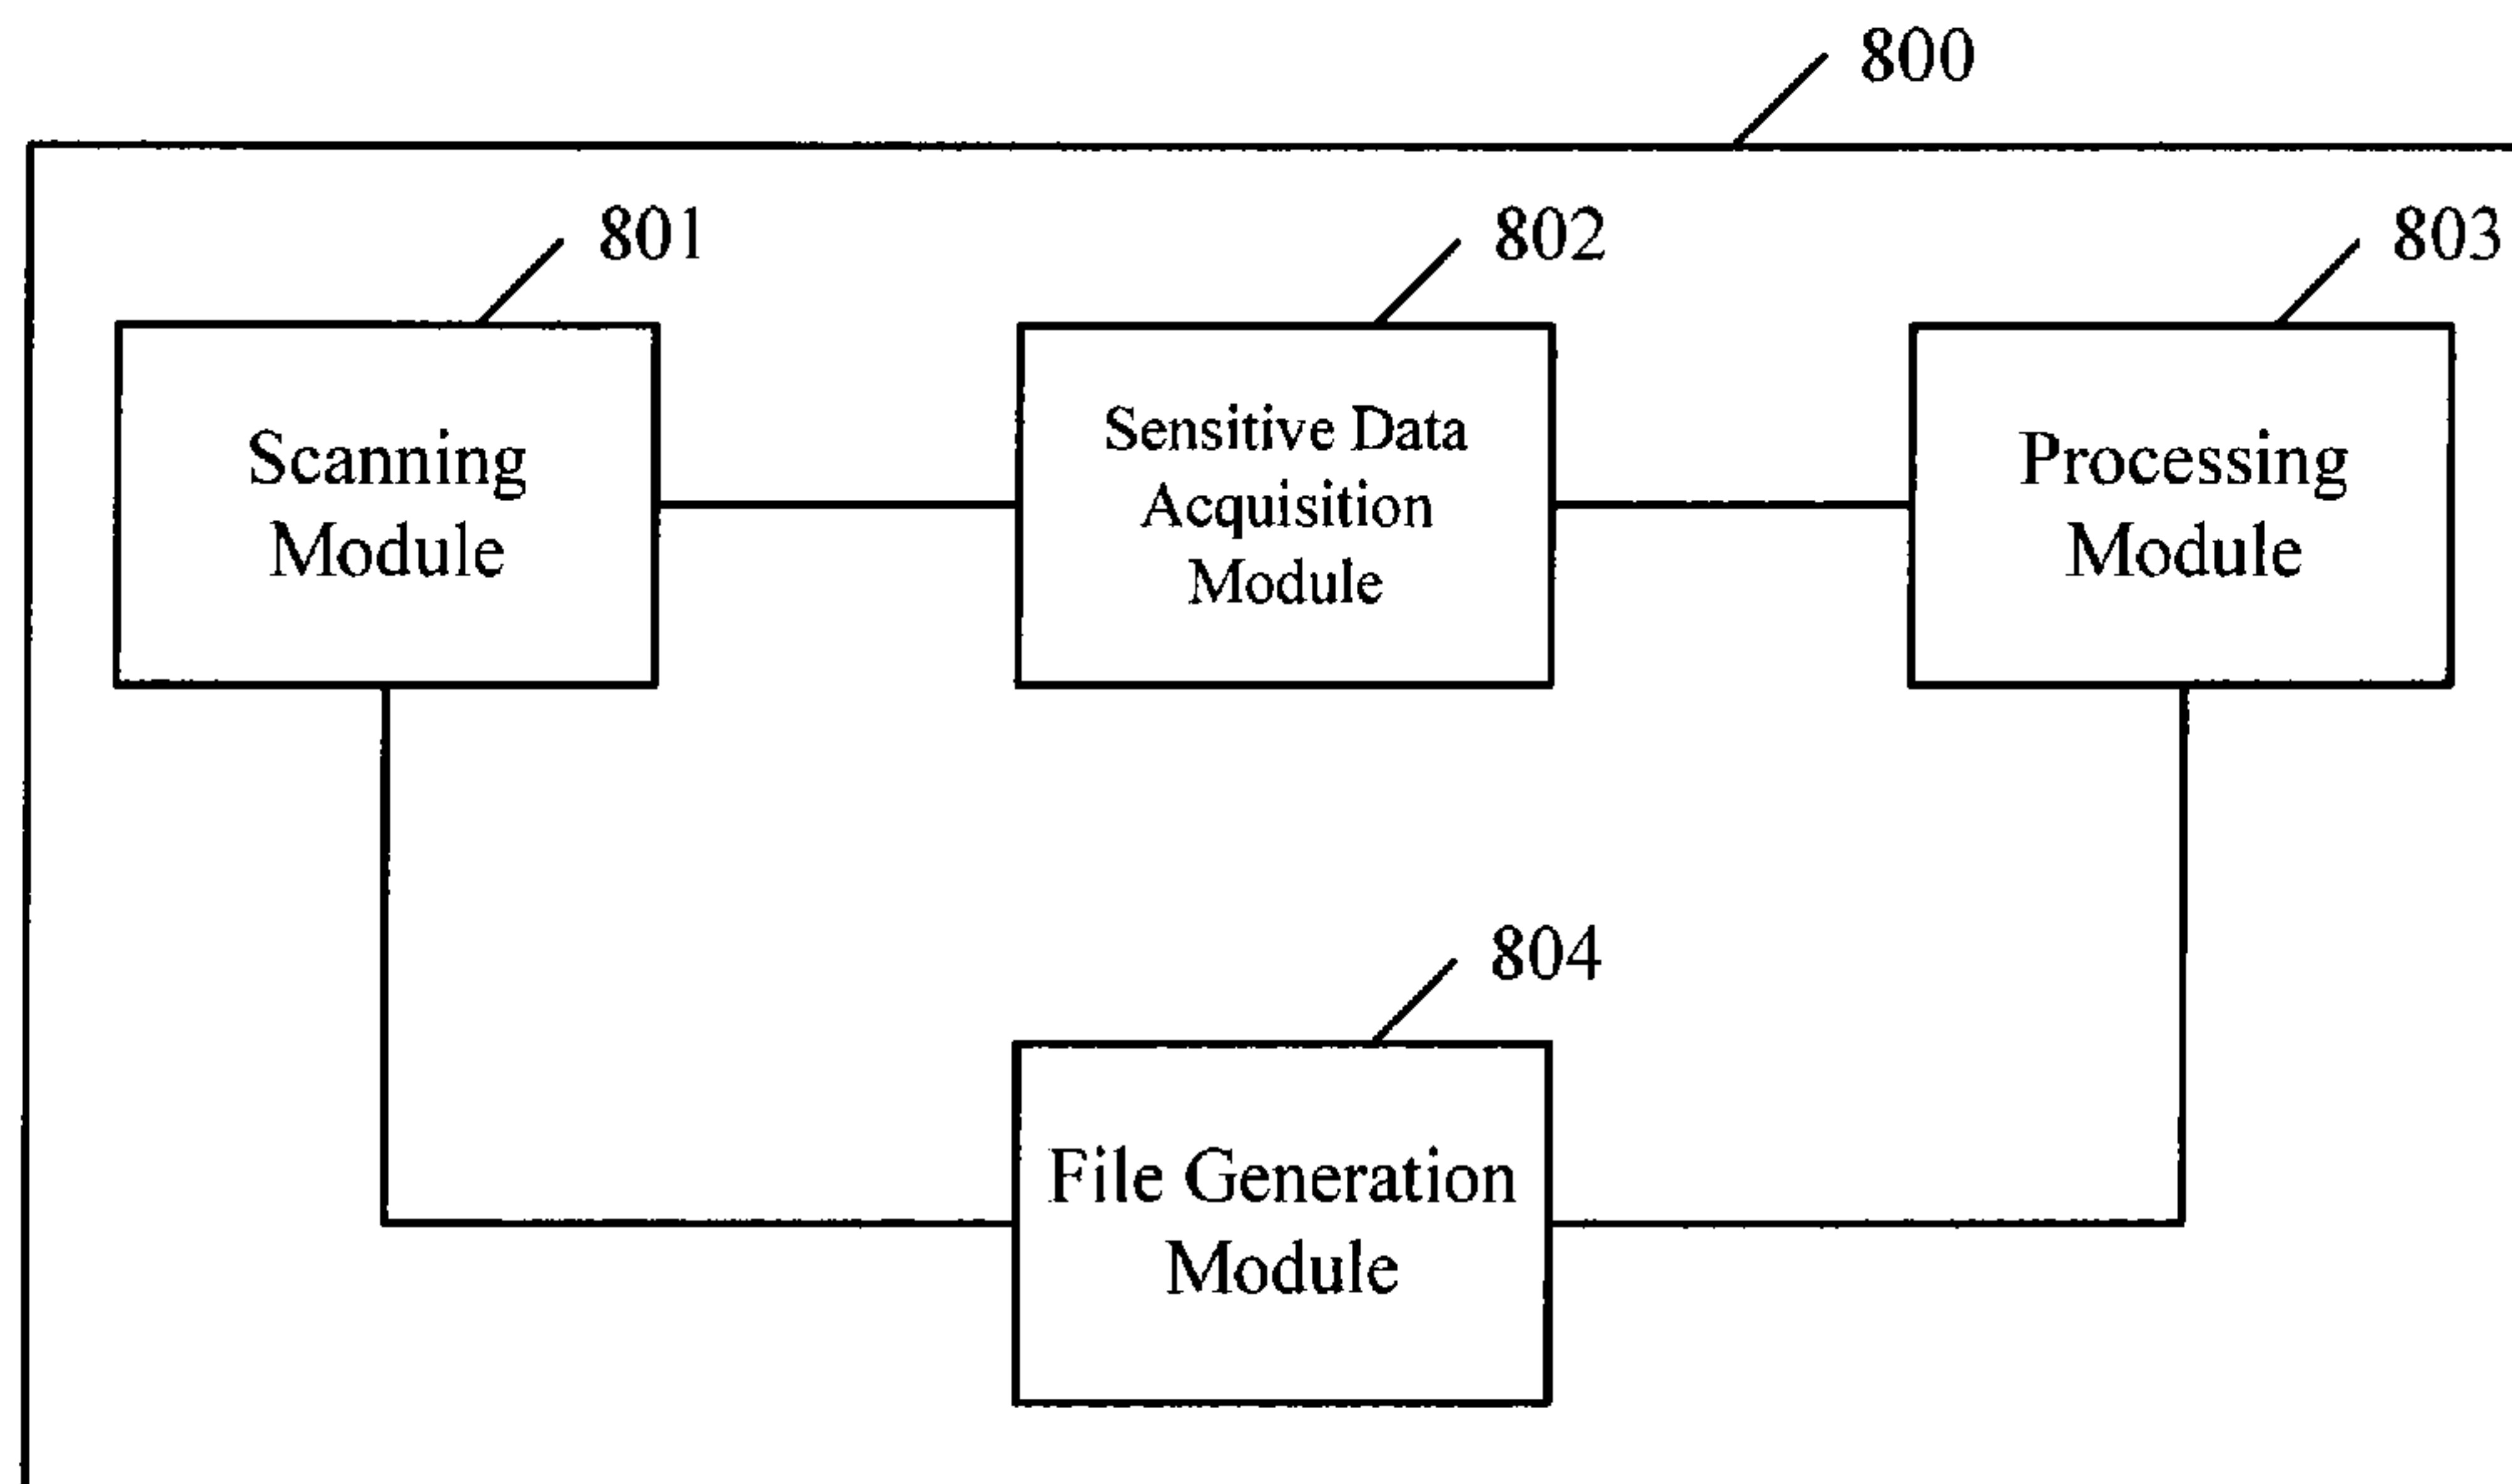 800
801
802
803
Scanning
Module
Sensitive Data
Acquisition
Module
Processing
Module
804
File Generation
Module